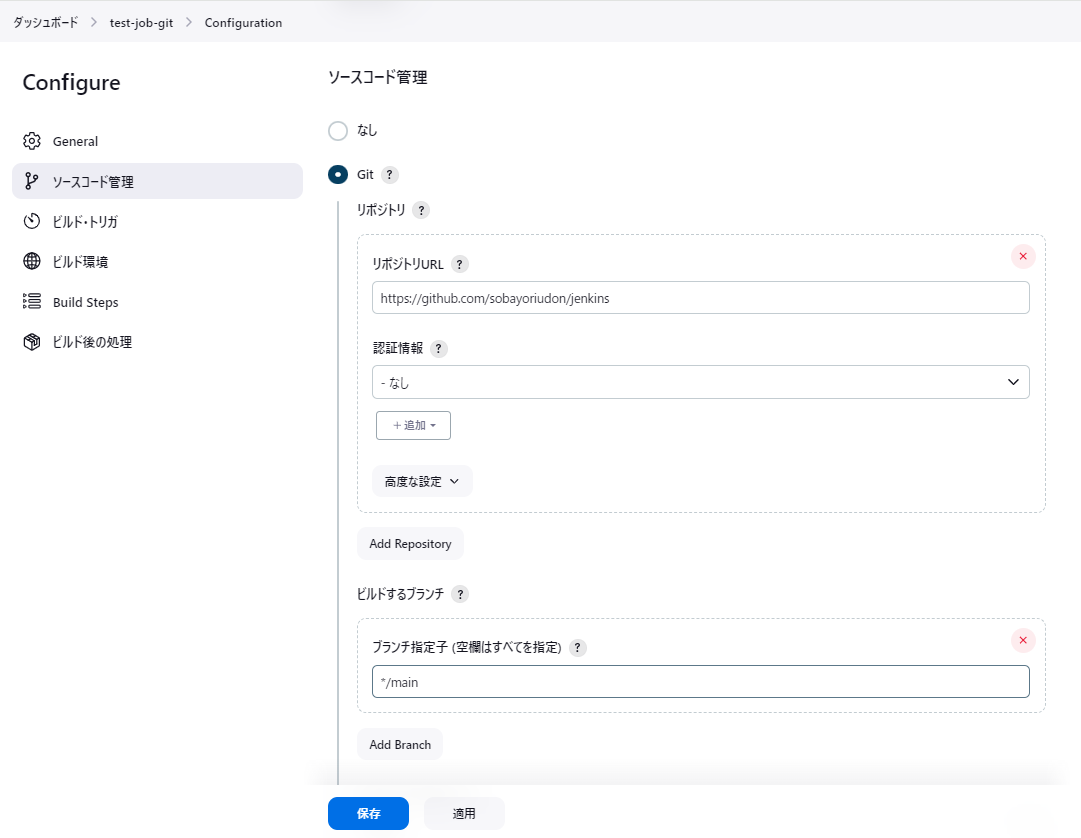 ダッシュボード > test-job-git > Configuration
Configure
General
ソースコード管理
ビルド・トリガ
ビルド環境
Build Steps
ビルド後の処理
ソースコード管理
なし
Git ?
リポジトリ ?
リポジトリURL ?
https://github.com/sobayoriudon/jenkins
認証情報 ?
- なし
+ 追加
高度な設定
Add Repository
ビルドするブランチ ?
ブランチ指定子 (空欄はすべてを指定) ?
*/main
Add Branch
保存 適用